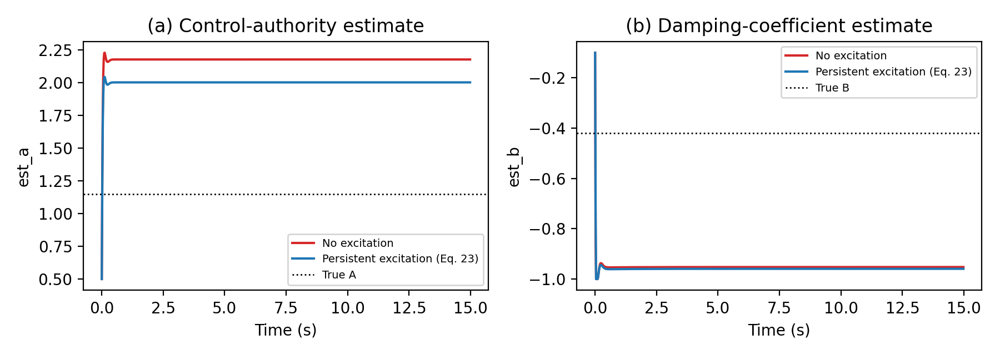 (a) Control-authority estimate
est_a
2.25
2.00
1.75
1.50
1.25
1.00
0.75
0.50
No excitation
Persistent excitation (Eq. 23)
True A
0.0 2.5 5.0 7.5 10.0 12.5 15.0
Time (s)
(b) Damping-coefficient estimate
est_b
−0.2
−0.4
−0.6
−0.8
−1.0
No excitation
Persistent excitation (Eq. 23)
True B
0.0 2.5 5.0 7.5 10.0 12.5 15.0
Time (s)